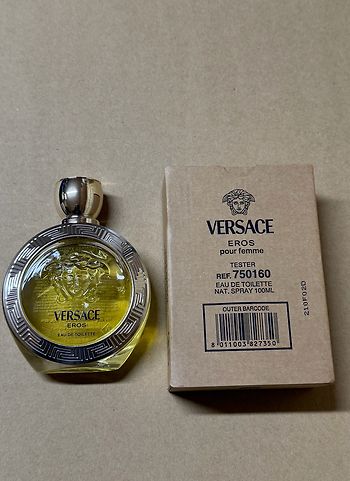 VERSACE
EROS
EAU DE TOILETTE
VERSACE
EROS
pour femme
TESTER
REF. 750160
EAU DE TOILETTE
NAT. SPRAY 100ML
OUTER BARCODE
8 011003 827350
210F02D